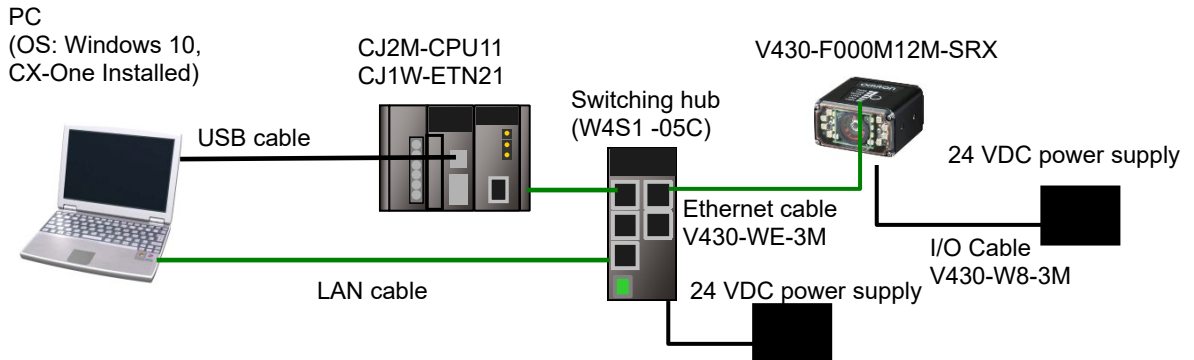 PC
(OS: Windows 10,
CX-One Installed)
CJ2M-CPU11
CJ1W-ETN21
V430-F000M12M-SRX
Switching hub
(W4S1 -05C)
USB cable
24 VDC power supply
Ethernet cable
V430-WE-3M
I/O Cable
V430-W8-3M
LAN cable
24 VDC power supply